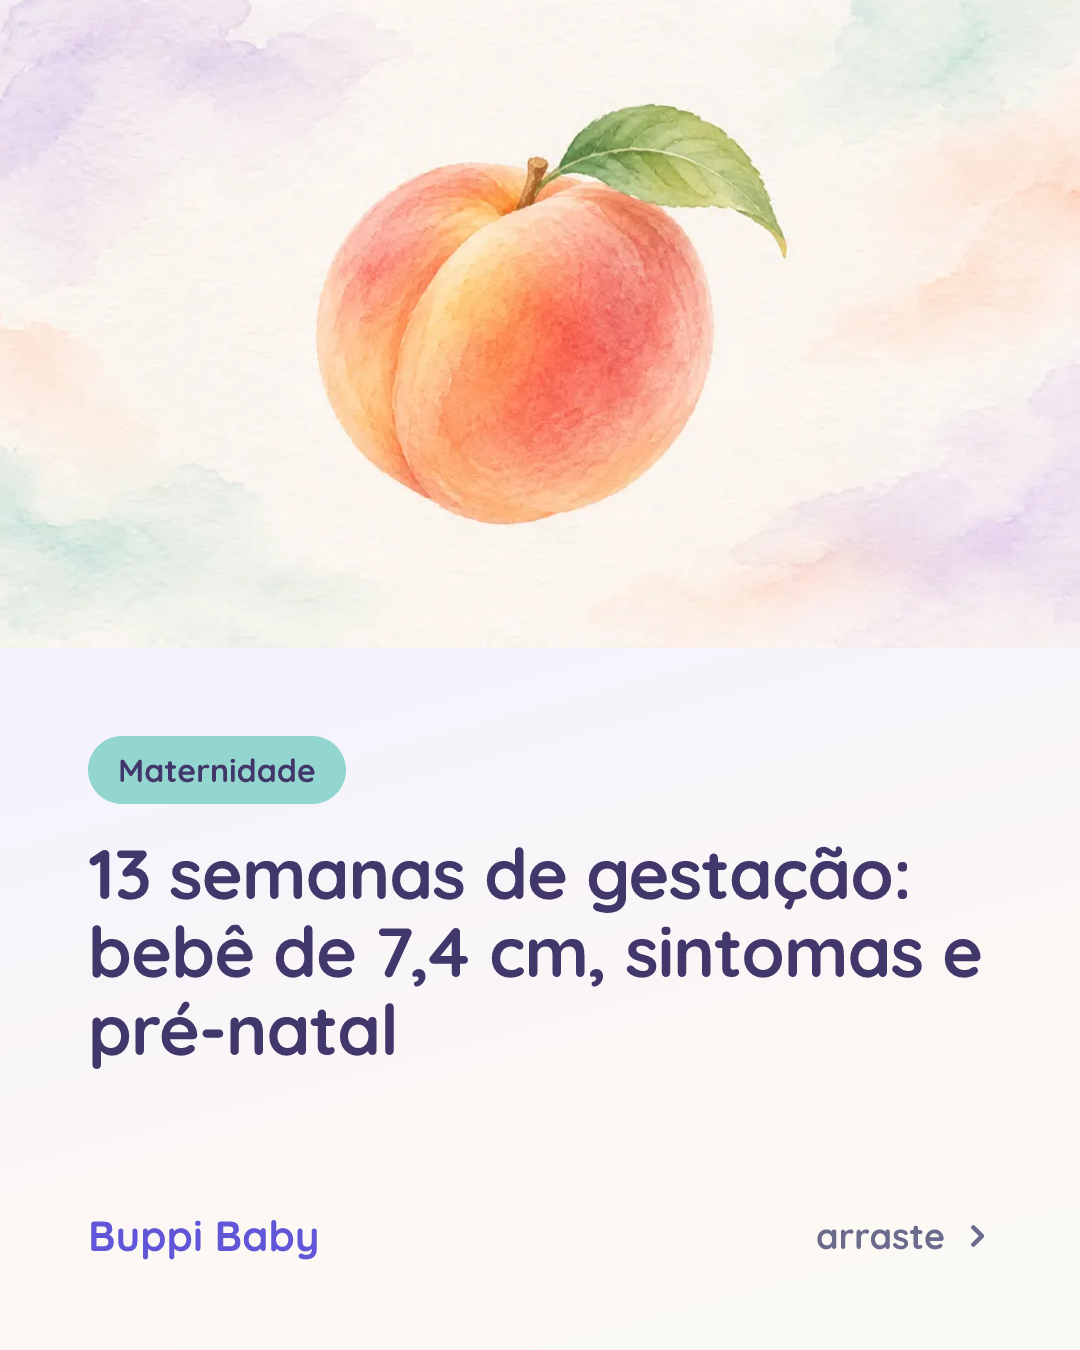 Maternidade
13 semanas de gestação:
bebê de 7,4 cm, sintomas e
pré-natal
Buppi Baby
arraste